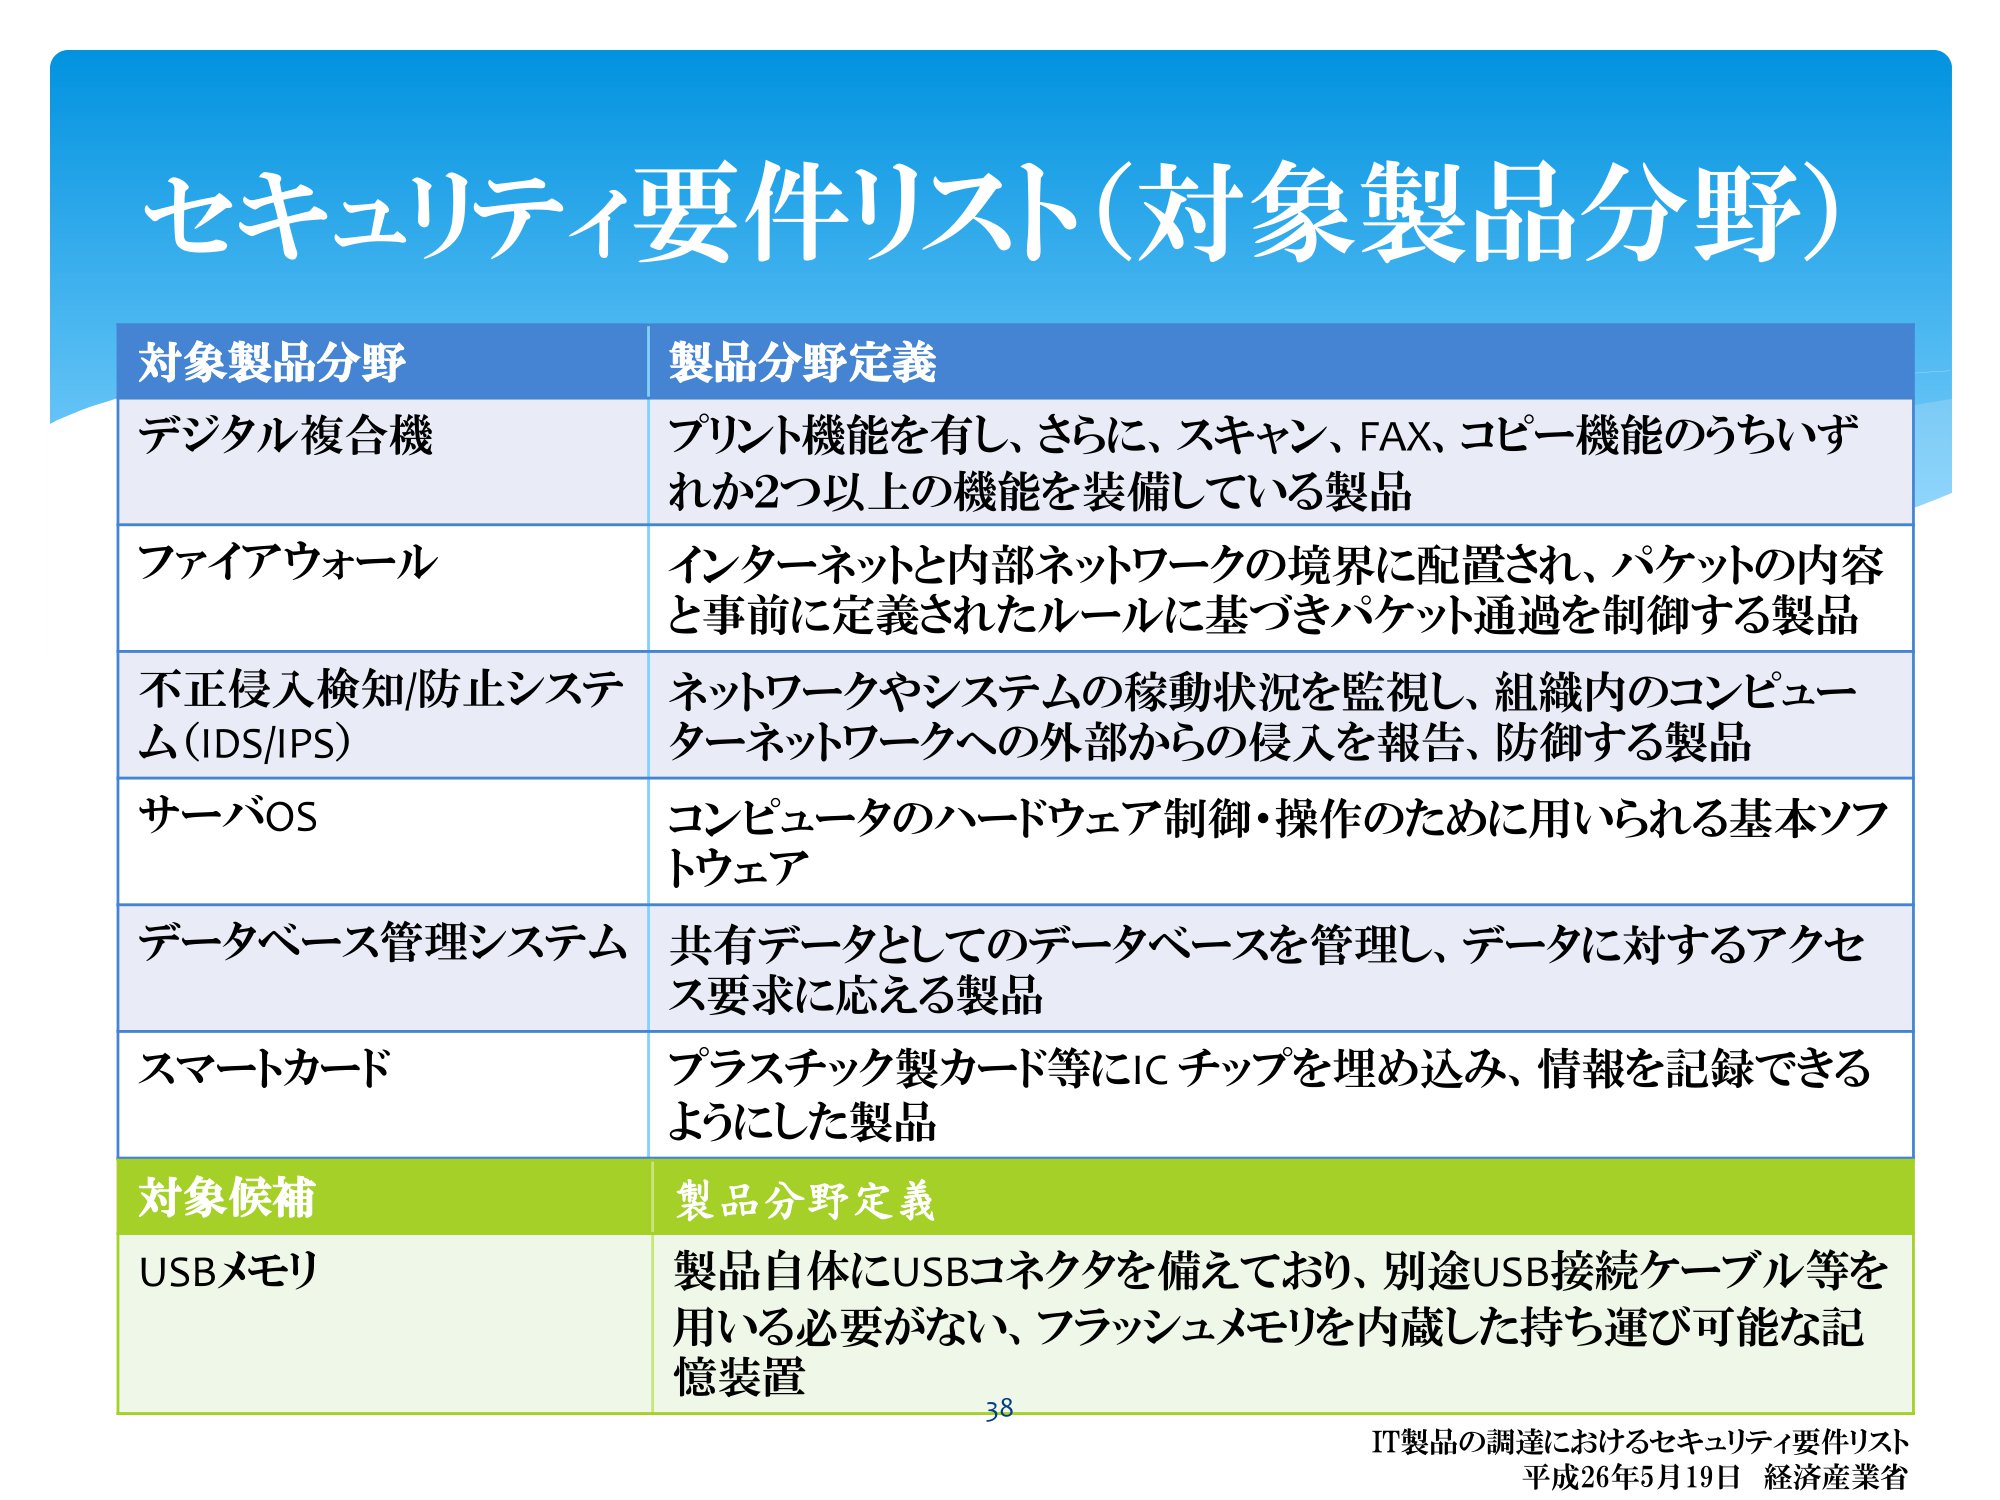 セキュリティ要件リスト（対象製品分野）
対象製品分野
製品分野定義
デジタル複合機
プリント機能を有し、さらに、スキャン、FAX、コピー機能のうちいず
れか2つ以上の機能を装備している製品
ファイアウォール
インターネットと内部ネットワークの境界に配置され、パケットの内容
と事前に定義されたルールに基づきパケット通過を制御する製品
不正侵入検知/防止システ
ム（IDS/IPS）
ネットワークやシステムの稼動状況を監視し、組織内のコンピュー
ターネットワークへの外部からの侵入を報告、防御する製品
サーバOS
コンピュータのハードウェア制御・操作のために用いられる基本ソフ
トウェア
データベース管理システム
共有データとしてのデータベースを管理し、データに対するアクセ
ス要求に応える製品
スマートカード
プラスチック製カード等にIC チップを埋め込み、情報を記録できる
ようにした製品
対象候補
製品分野定義
USBメモリ
製品自体にUSBコネクタを備えており、別途USB接続ケーブル等を
用いる必要がない、フラッシュメモリを内蔵した持ち運び可能な記
憶装置
38
IT製品の調達におけるセキュリティ要件リスト
平成26年5月19日　経済産業省